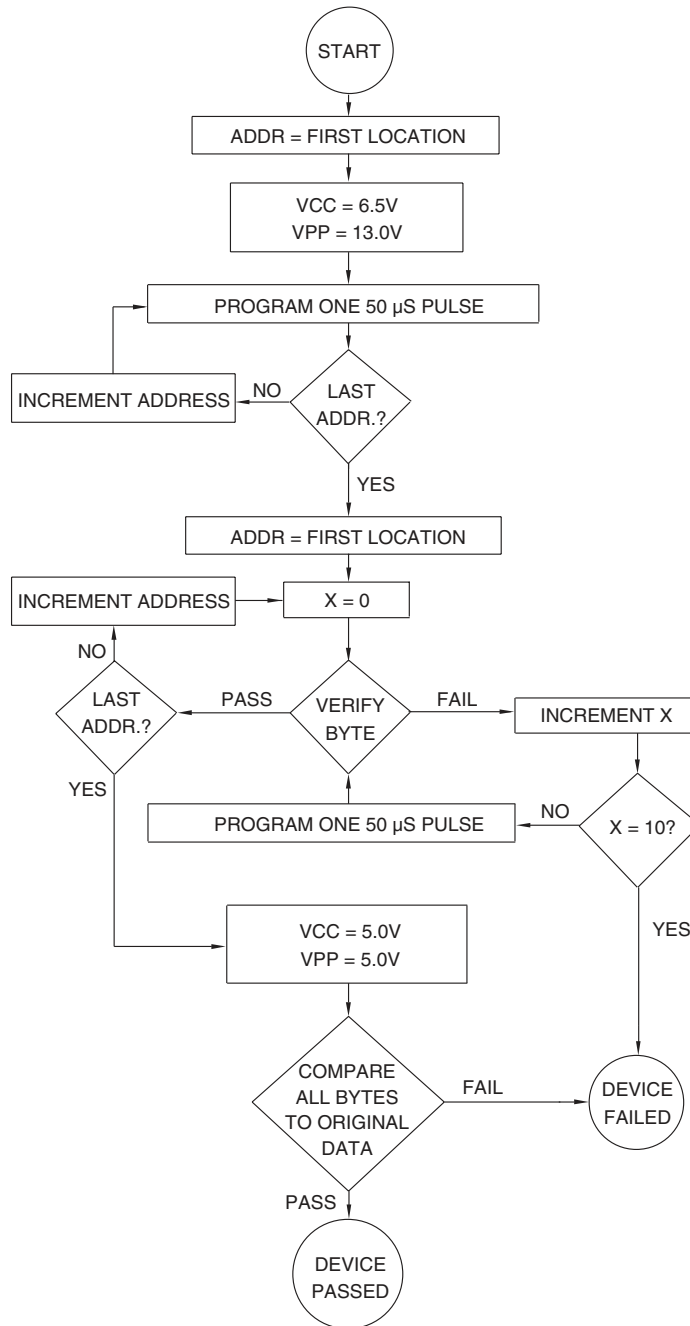 START
ADDR = FIRST LOCATION
VCC = 6.5V
VPP = 13.0V
PROGRAM ONE 50 µS PULSE
INCREMENT ADDRESS
NO
LAST
ADDR.?
YES
ADDR = FIRST LOCATION
INCREMENT ADDRESS
X = 0
NO
LAST
ADDR.?
PASS
VERIFY
BYTE
FAIL
INCREMENT X
YES
PROGRAM ONE 50 µS PULSE
NO
X = 10?
VCC = 5.0V
VPP = 5.0V
YES
COMPARE
ALL BYTES
TO ORIGINAL
DATA
FAIL
DEVICE
FAILED
PASS
DEVICE
PASSED